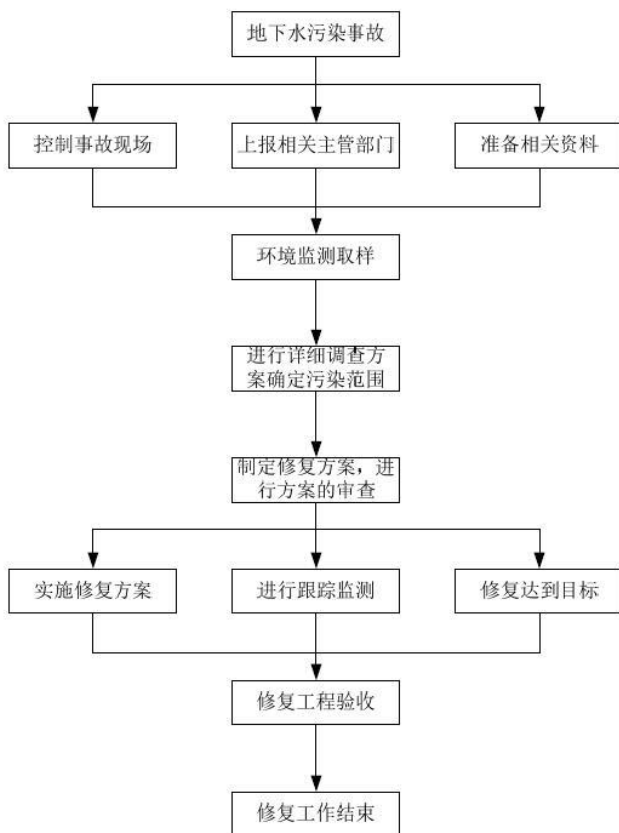 地下水污染事故
控制事故现场
上报相关主管部门
准备相关资料
环境监测取样
进行详细调查方
案确定污染范围
制定修复方案，进
行方案的审查
实施修复方案
进行跟踪监测
修复达到目标
修复工程验收
修复工作结束